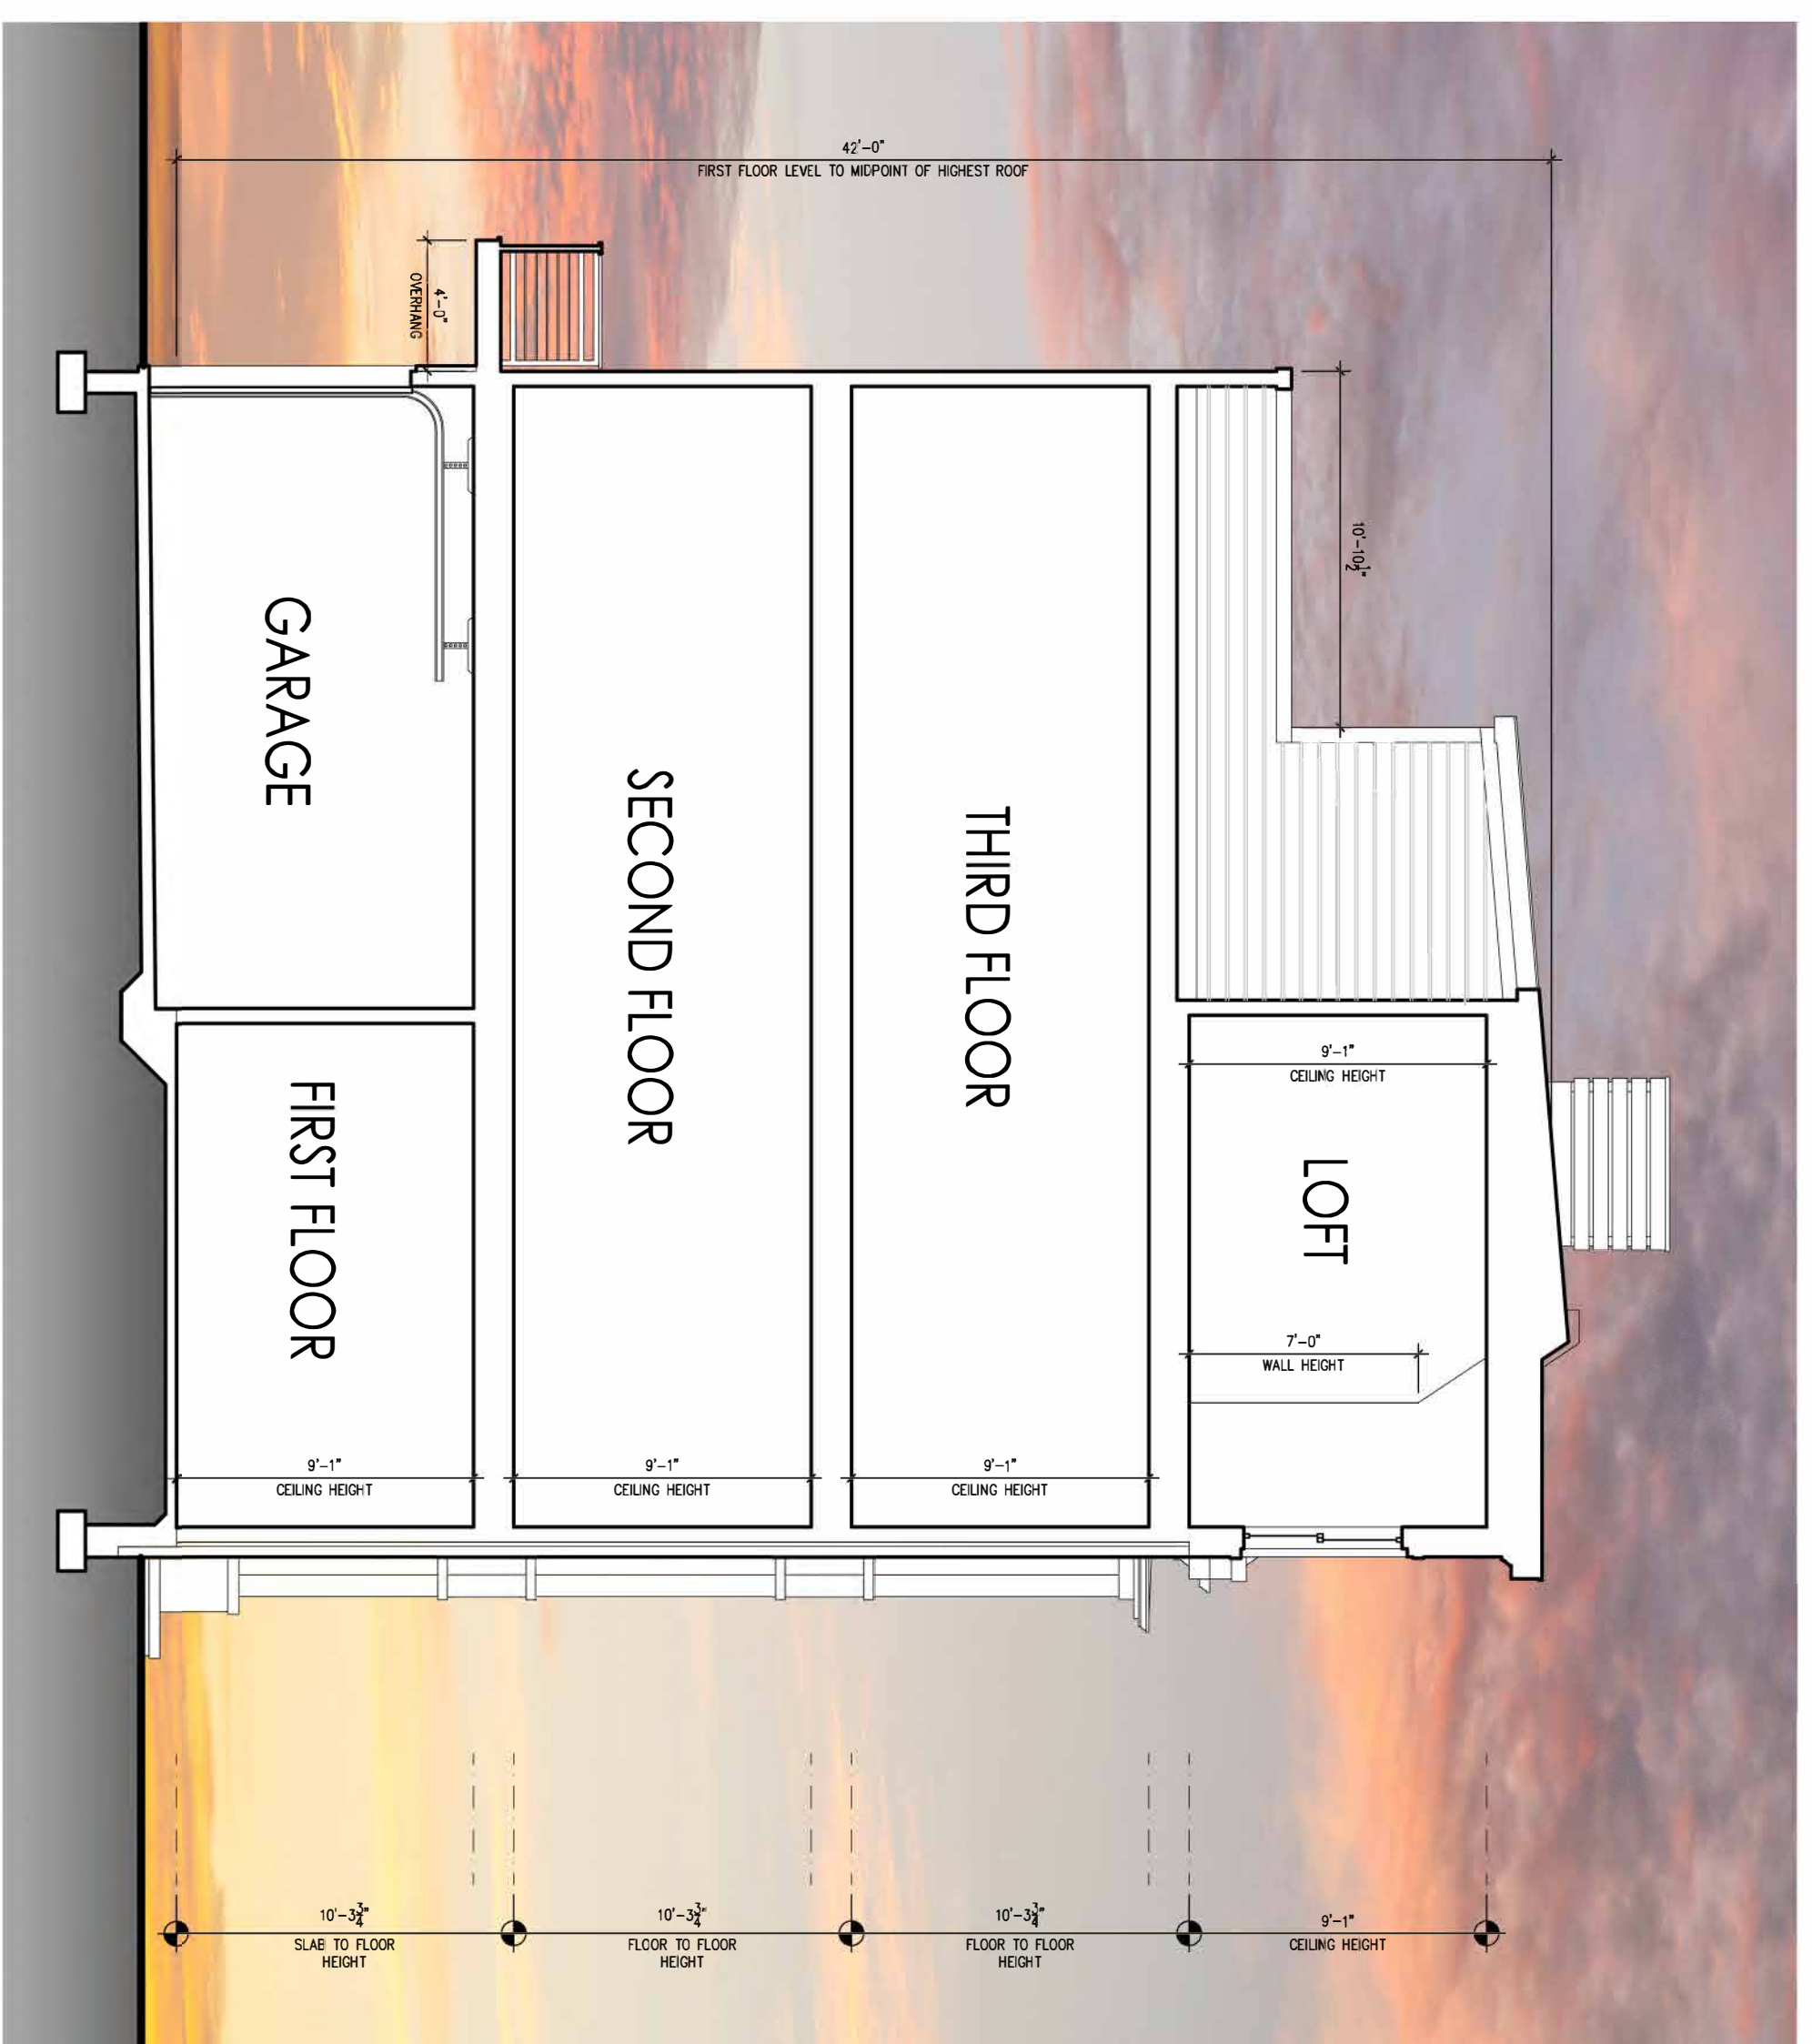 42'-0"
FIRST FLOOR LEVEL TO MIDPOINT OF HIGHEST ROOF
4'-0"
OVERHANG
10'-10½"
GARAGE
SECOND FLOOR
THIRD FLOOR
FIRST FLOOR
LOFT
9'-1"
CEILING HEIGHT
7'-0"
WALL HEIGHT
9'-1"
CEILING HEIGHT
9'-1"
CEILING HEIGHT
9'-1"
CEILING HEIGHT
10'-3¾"
SLAB TO FLOOR
HEIGHT
10'-3¾"
FLOOR TO FLOOR
HEIGHT
10'-3¾"
FLOOR TO FLOOR
HEIGHT
9'-1"
CEILING HEIGHT